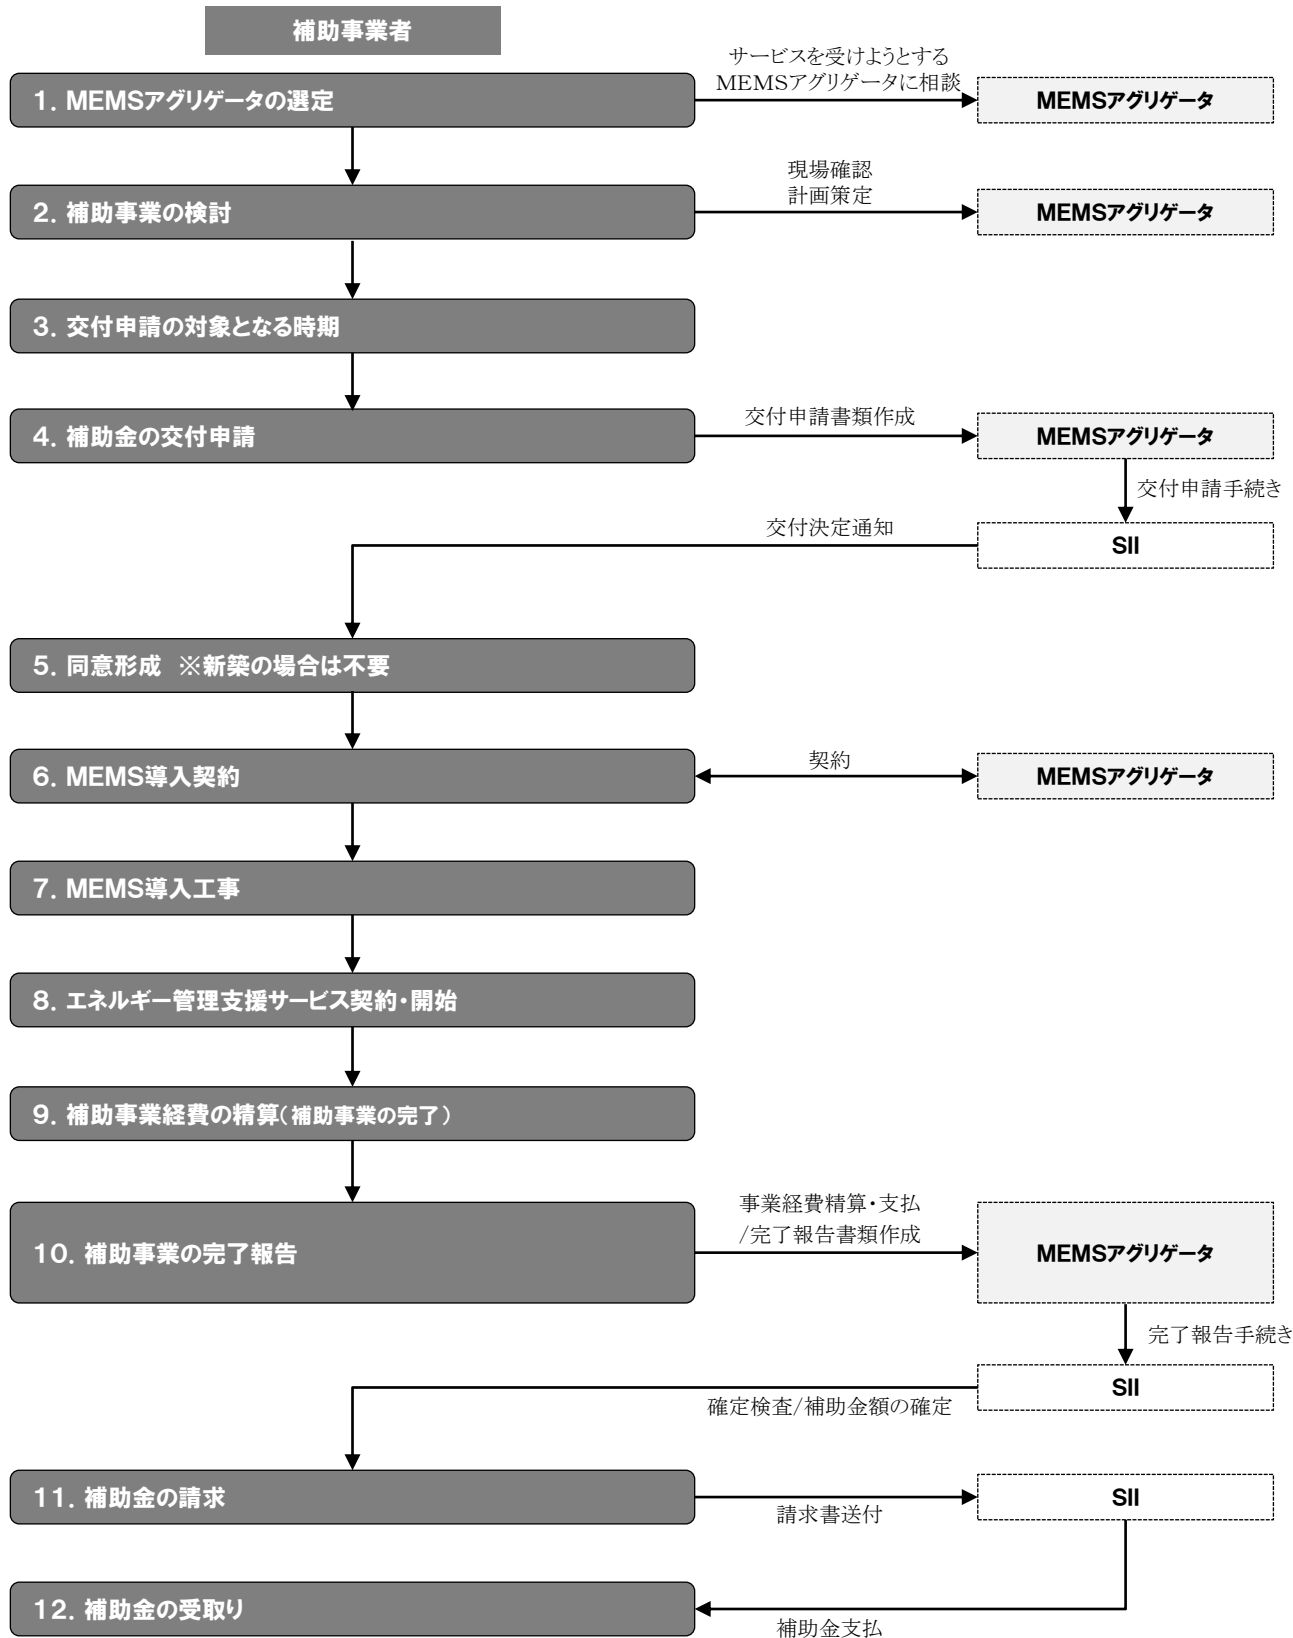 補助事業者
サービスを受けようとする
MEMSアグリゲータに相談
1. MEMSアグリゲータの選定
MEMSアグリゲータ
現場確認
計画策定
2. 補助事業の検討
MEMSアグリゲータ
3. 交付申請の対象となる時期
交付申請書類作成
4. 補助金の交付申請
MEMSアグリゲータ
交付申請手続き
交付決定通知
SII
5. 同意形成 ※新築の場合は不要
契約
6. MEMS導入契約
MEMSアグリゲータ
7. MEMS導入工事
8. エネルギー管理支援サービス契約・開始
9. 補助事業経費の精算(補助事業の完了)
事業経費精算・支払
/完了報告書類作成
10. 補助事業の完了報告
MEMSアグリゲータ
完了報告手続き
SII
確定検査/補助金額の確定
11. 補助金の請求
SII
請求書送付
12. 補助金の受取り
補助金支払